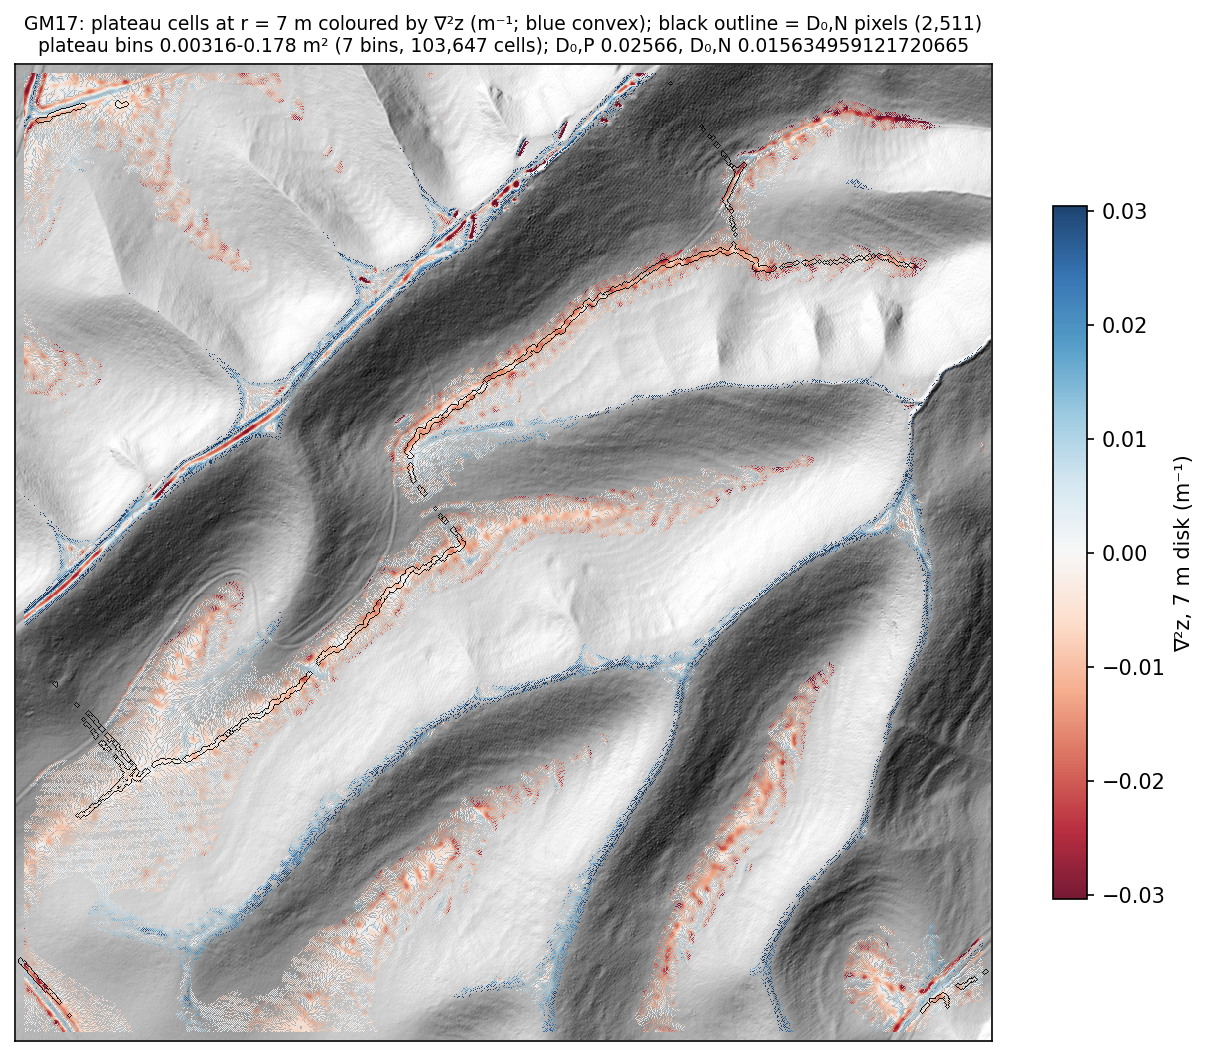 GM17: plateau cells at r = 7 m coloured by ∇²z (m⁻¹; blue convex); black outline = D₀,N pixels (2,511)
plateau bins 0.00316-0.178 m² (7 bins, 103,647 cells); D₀,P 0.02566, D₀,N 0.015634959121720665
0.03
0.02
0.01
0.00
−0.01
−0.02
−0.03
∇²z, 7 m disk (m⁻¹)